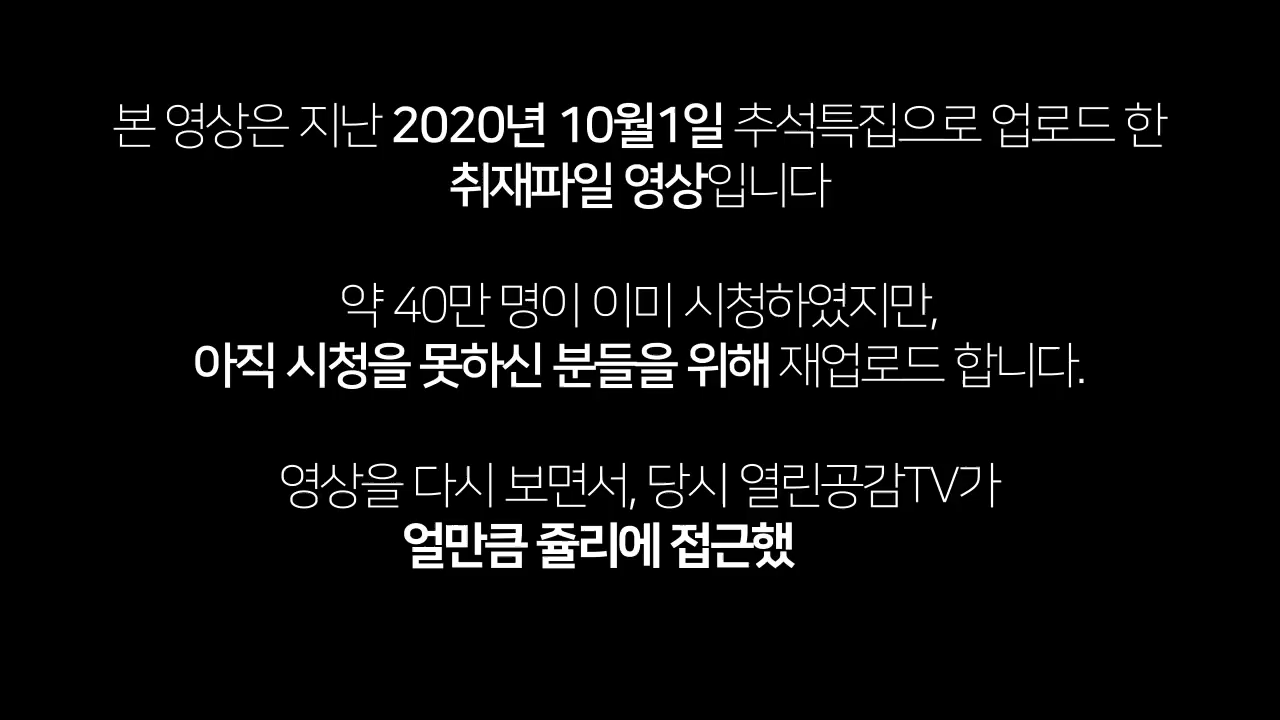 본 영상은 지난 2020년 10월1일 추석특집으로 업로드 한
취재파일 영상입니다
약 40만 명이 이미 시청하였지만,
아직 시청을 못하신 분들을 위해 재업로드 합니다.
영상을 다시 보면서, 당시 열린공감TV가
얼만큼 쥴리에 접근했